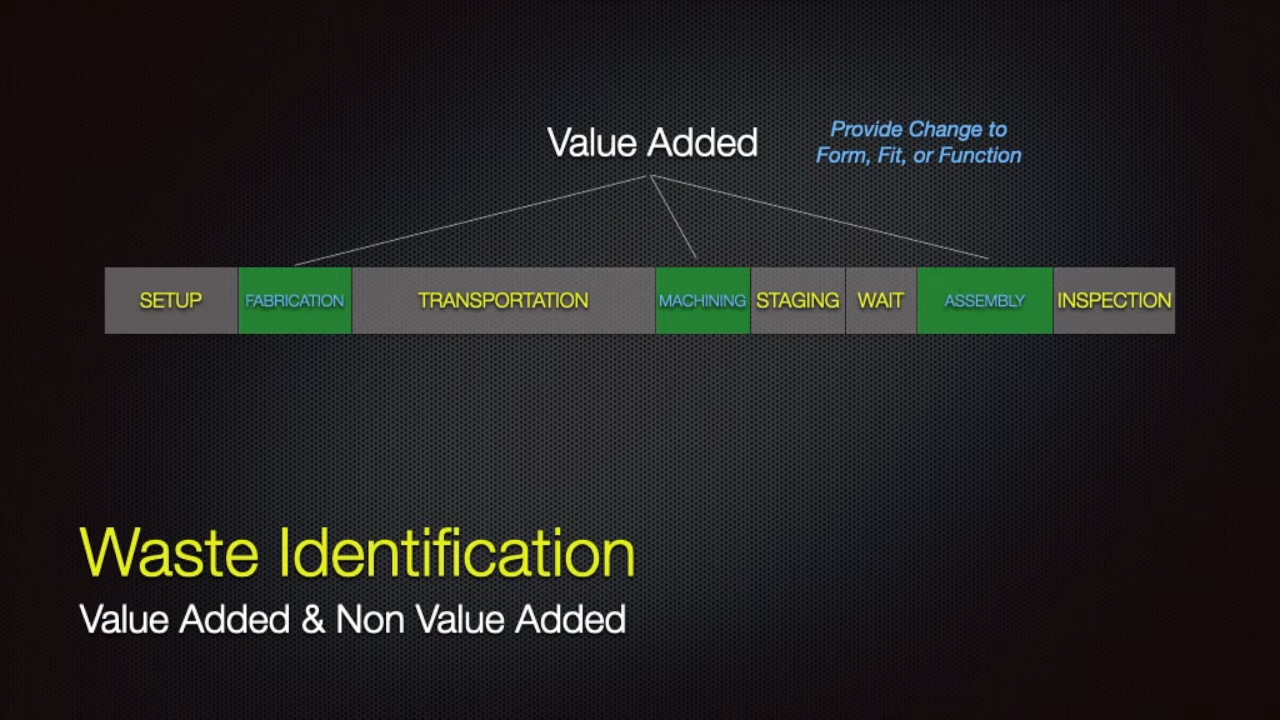 Value Added
Provide Change to
Form, Fit, or Function
SETUP FABRICATION TRANSPORTATION MACHINING STAGING WAIT ASSEMBLY INSPECTION
Waste Identification
Value Added & Non Value Added